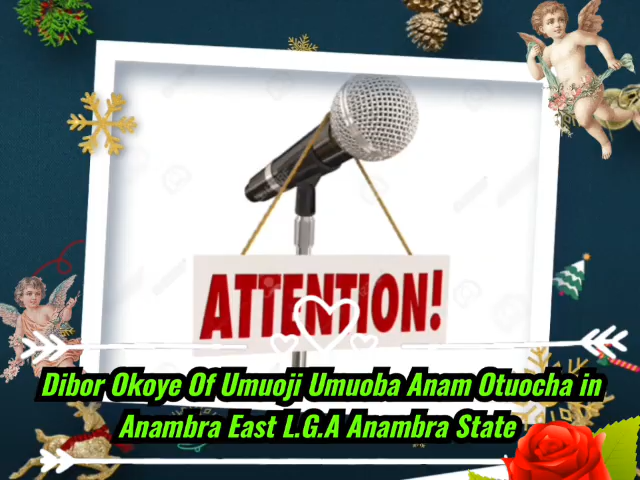 ATTENTION!
Dibor Okoye Of Umuoji Umuoba Anam Otuocha in
Anambra East L.G.A Anambra State